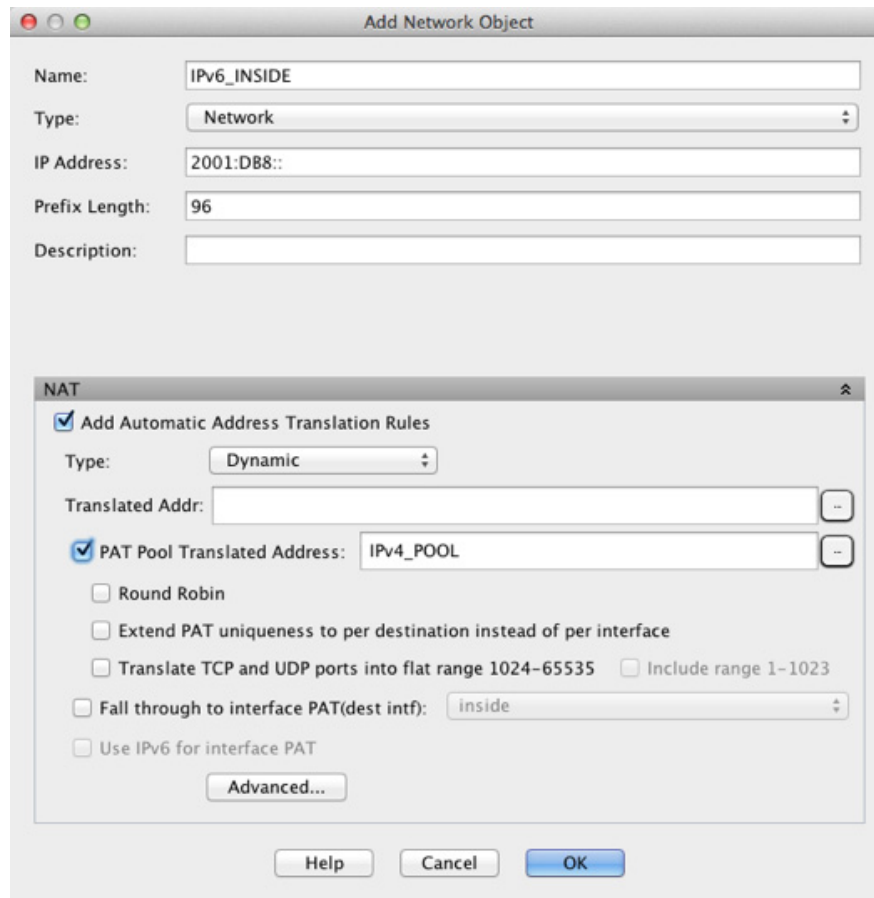 Add Network Object
Name: IPv6_INSIDE
Type: Network
IP Address: 2001:DB8::
Prefix Length: 96
Description:
NAT
Add Automatic Address Translation Rules
Type: Dynamic
Translated Addr: ..
PAT Pool Translated Address: IPv4_POOL ..
Round Robin
Extend PAT uniqueness to per destination instead of per interface
Translate TCP and UDP ports into flat range 1024-65535 Include range 1-1023
Fall through to interface PAT(dest intf): inside
Use IPv6 for interface PAT
Advanced...
Help Cancel OK